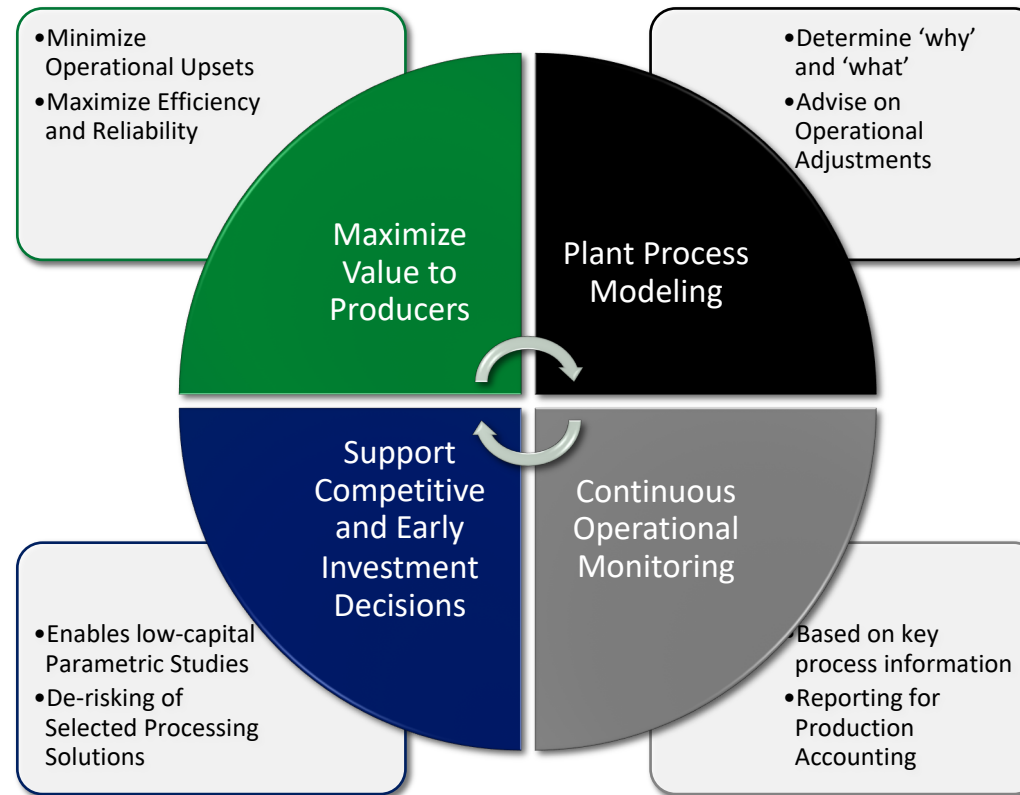 •Minimize
Operational Upsets
•Maximize Efficiency
and Reliability
•Determine ‘why’
and ‘what’
•Advise on
Operational
Adjustments
Maximize
Value to
Producers
Plant Process
Modeling
Support
Competitive
and Early
Investment
Decisions
Continuous
Operational
Monitoring
•Enables low-capital
Parametric Studies
•De-risking of
Selected Processing
Solutions
•Based on key
process information
•Reporting for
Production
Accounting